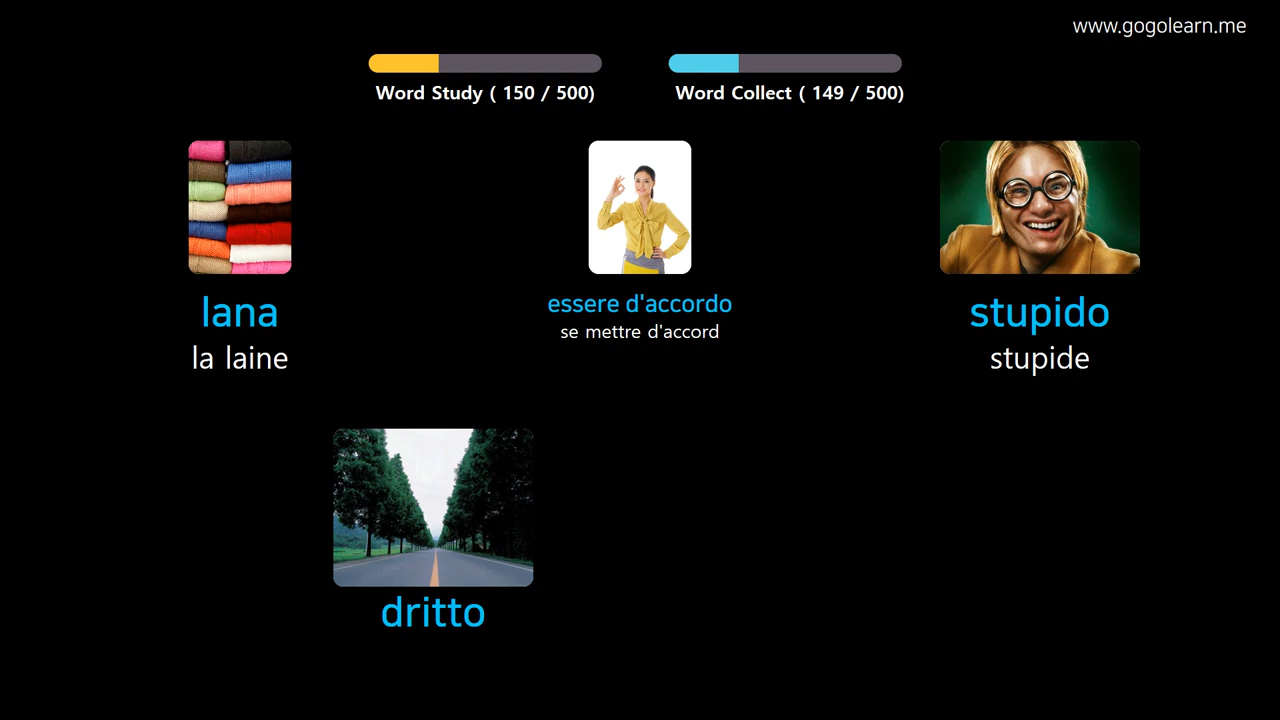 www.gogolearn.me
Word Study ( 150 / 500)
Word Collect ( 149 / 500)
lana
la laine
essere d'accordo
se mettre d'accord
stupido
stupide
dritto